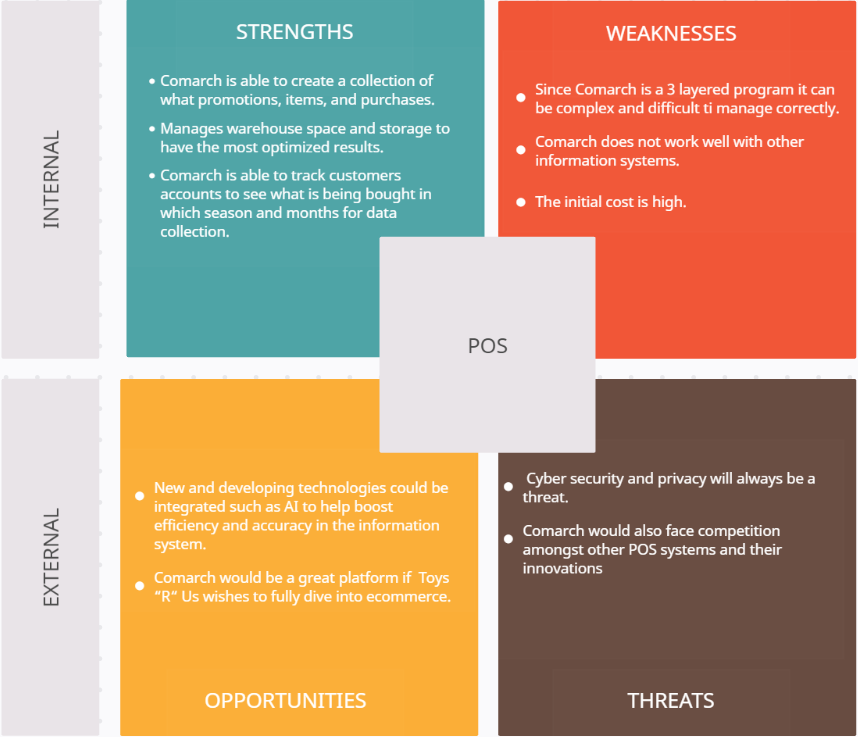 INTERNAL
STRENGTHS
• Comarch is able to create a collection of
what promotions, items, and purchases.
• Manages warehouse space and storage to
have the most optimized results.
• Comarch is able to track customers
accounts to see what is being bought in
which season and months for data
collection.
WEAKNESSES
• Since Comarch is a 3 layered program it can
be complex and difficult ti manage correctly.
• Comarch does not work well with other
information systems.
• The initial cost is high.
POS
EXTERNAL
• New and developing technologies could be
integrated such as AI to help boost
efficiency and accuracy in the information
system.
• Comarch would be a great platform if Toys
“R” Us wishes to fully dive into ecommerce.
OPPORTUNITIES
• Cyber security and privacy will always be a
threat.
• Comarch would also face competition
amongst other POS systems and their
innovations
THREATS